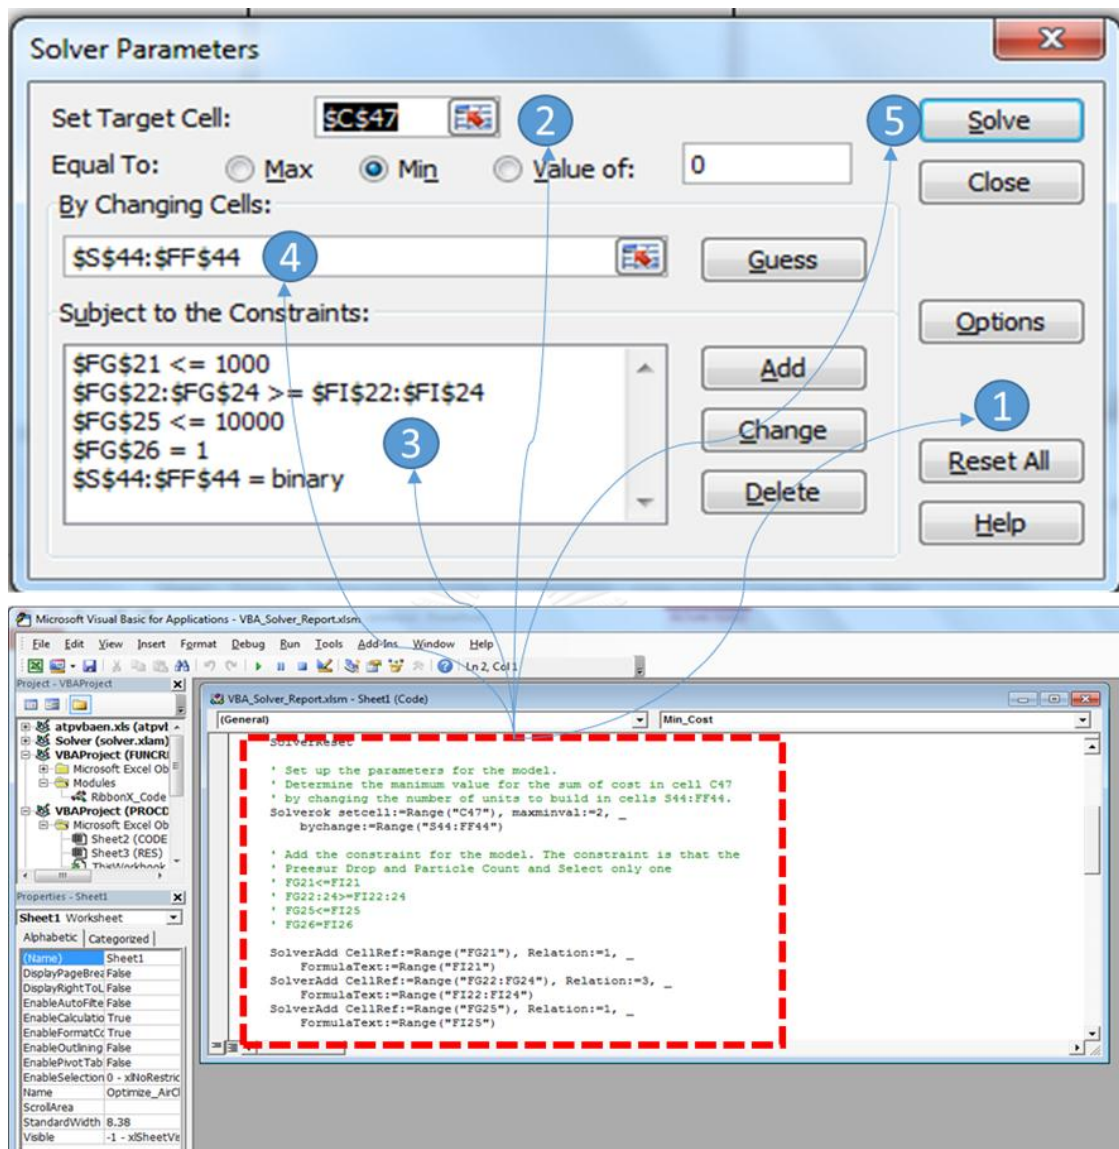 Solver Parameters
Set Target Cell: $C$47 2 5 Solve
Equal To: Max Min Value of: 0 Close
By Changing Cells:
$S$44:$FF$44 4 Guess
Subject to the Constraints: Options
$FG$21 <= 1000 Add
$FG$22:$FG$24 >= $FI$22:$FI$24
$FG$25 <= 10000 3 Change 1
$FG$26 = 1 Reset All
$S$44:$FF$44 = binary Delete
Help
Microsoft Visual Basic for Applications - VBA_Solver_Report.xlsm
File Edit View Insert Format Debug Run Tools Add-Ins Window Help
Ln 2, Col 1
Project - VBAProject
atpvbaen.xls (atpvl
Solver (solver.xlam)
VBAProject (FUNCRI
Microsoft Excel Ob
Modules
RibbonX_Code
VBAProject (PROCD
Microsoft Excel Ob
Sheet2 (CODE
Sheet3 (RES)
ThisWorkbook
Properties - Sheet1
Sheet1 Worksheet
Alphabetic Categorized
(Name) Sheet1
DisplayPageBrea False
DisplayRightToL False
EnableAutoFilte False
EnableCalculatio True
EnableFormatCo True
EnableOutlining False
EnablePivotTab False
EnableSelection 0 - xlNoRestric
Name Optimize_AirCl
ScrollArea
StandardWidth 8.38
Visible -1 - xlSheetVis
VBA_Solver_Report.xlsm - Sheet1 (Code)
(General) Min_Cost
SolverReset
' Set up the parameters for the model.
' Determine the manimum value for the sum of cost in cell C47
' by changing the number of units to build in cells S44:FF44.
Solverok setcell:=Range("C47"), maxminval:=2, _
bychange:=Range("S44:FF44")
' Add the constraint for the model. The constraint is that the
' Preesur Drop and Particle Count and Select only one
' FG21<=FI21
' FG22:24>=FI22:24
' FG25<=FI25
' FG26=FI26
SolverAdd CellRef:=Range("FG21"), Relation:=1, _
FormulaText:=Range("FI21")
SolverAdd CellRef:=Range("FG22:FG24"), Relation:=3, _
FormulaText:=Range("FI22:FI24")
SolverAdd CellRef:=Range("FG25"), Relation:=1, _
FormulaText:=Range("FI25")